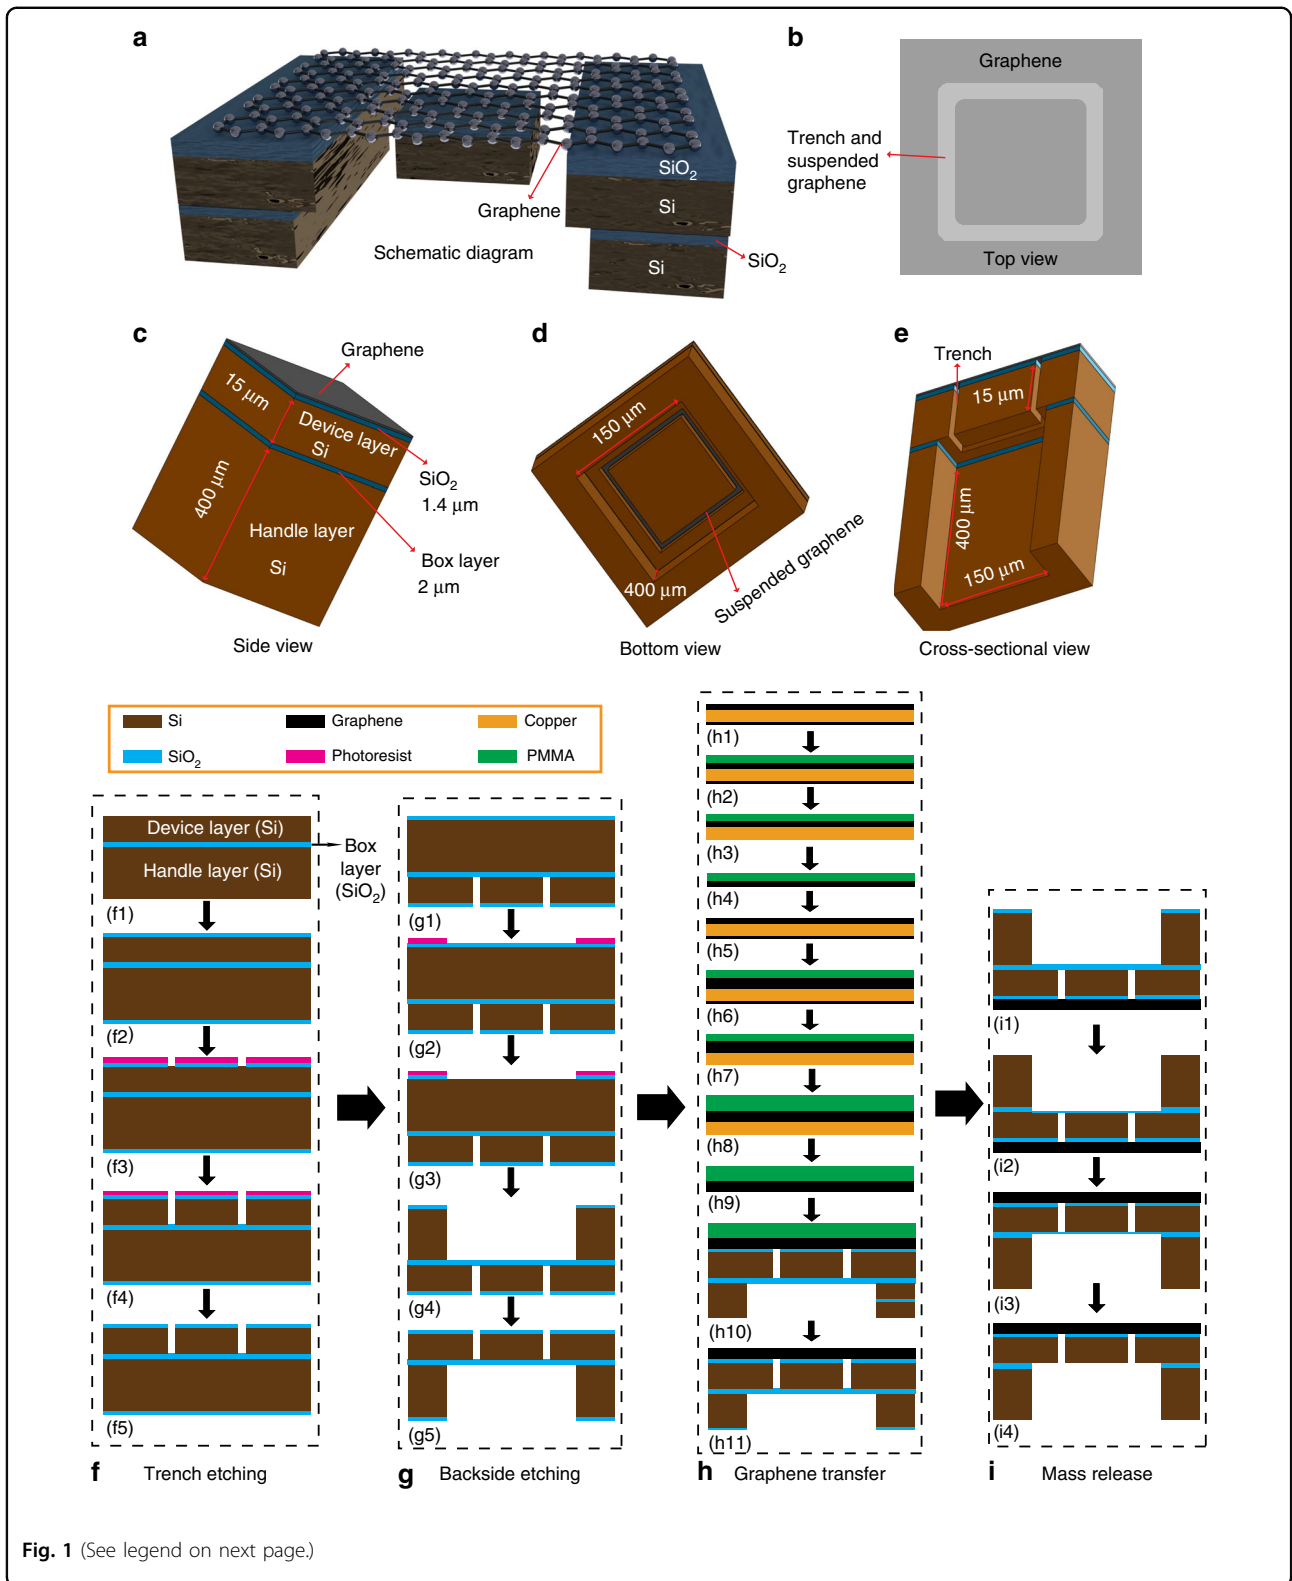 a
SiO2
Si
Graphene
Schematic diagram
Si
SiO2
b
Graphene
Trench and
suspended
graphene
Top view
c
Graphene
15 μm
Device layer
Si
400 μm
SiO2
1.4 μm
Handle layer
Si
Box layer
2 μm
Side view
d
150 μm
400 μm
Suspended graphene
Bottom view
e
Trench
15 μm
400 μm
150 μm
Cross-sectional view
Si
Graphene
Copper
SiO2
Photoresist
PMMA
Device layer (Si)
Handle layer (Si)
Box
layer
(SiO2)
(f1)
(f2)
(f3)
(f4)
(f5)
f Trench etching
(g1)
(g2)
(g3)
(g4)
(g5)
g Backside etching
(h1)
(h2)
(h3)
(h4)
(h5)
(h6)
(h7)
(h8)
(h9)
(h10)
(h11)
h Graphene transfer
(i1)
(i2)
(i3)
(i4)
i Mass release
Fig. 1 (See legend on next page.)